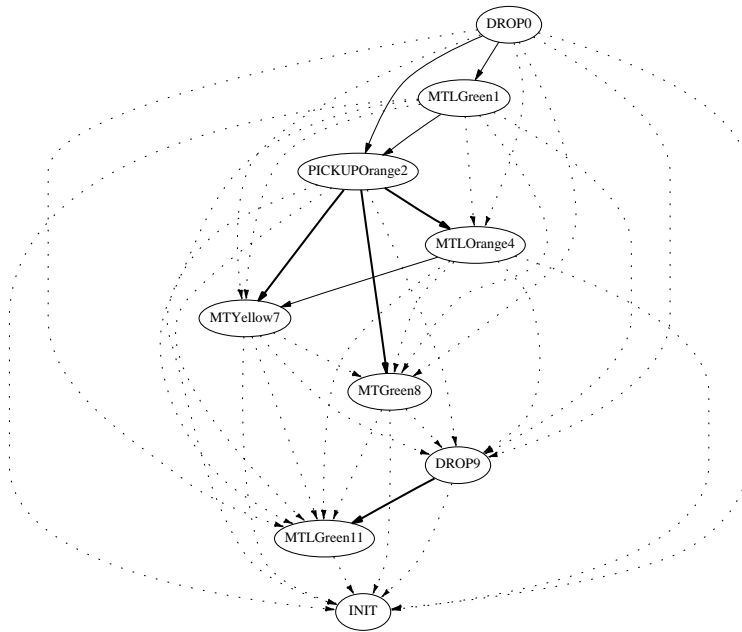 DROP0
MTLGreen1
PICKUPOrange2
MTLOrange4
MTYellow7
MTGreen8
DROP9
MTLGreen11
INIT